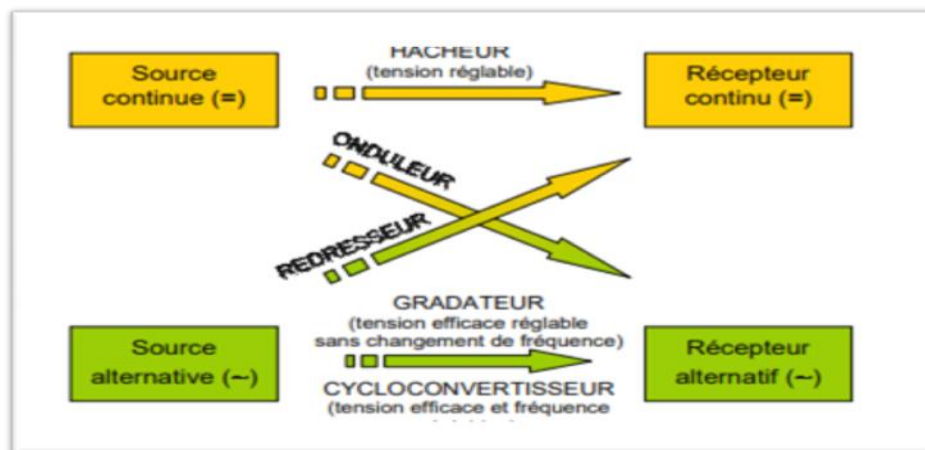 HACHEUR
(tension réglable)
Source
continue (=)
Récepteur
continu (=)
ONDULEUR
REDRESSEUR
GRADATEUR
(tension efficace réglable
sans changement de fréquence)
Source
alternative (~)
Récepteur
alternatif (~)
CYCLOCONVERTISSEUR
(tension efficace et fréquence